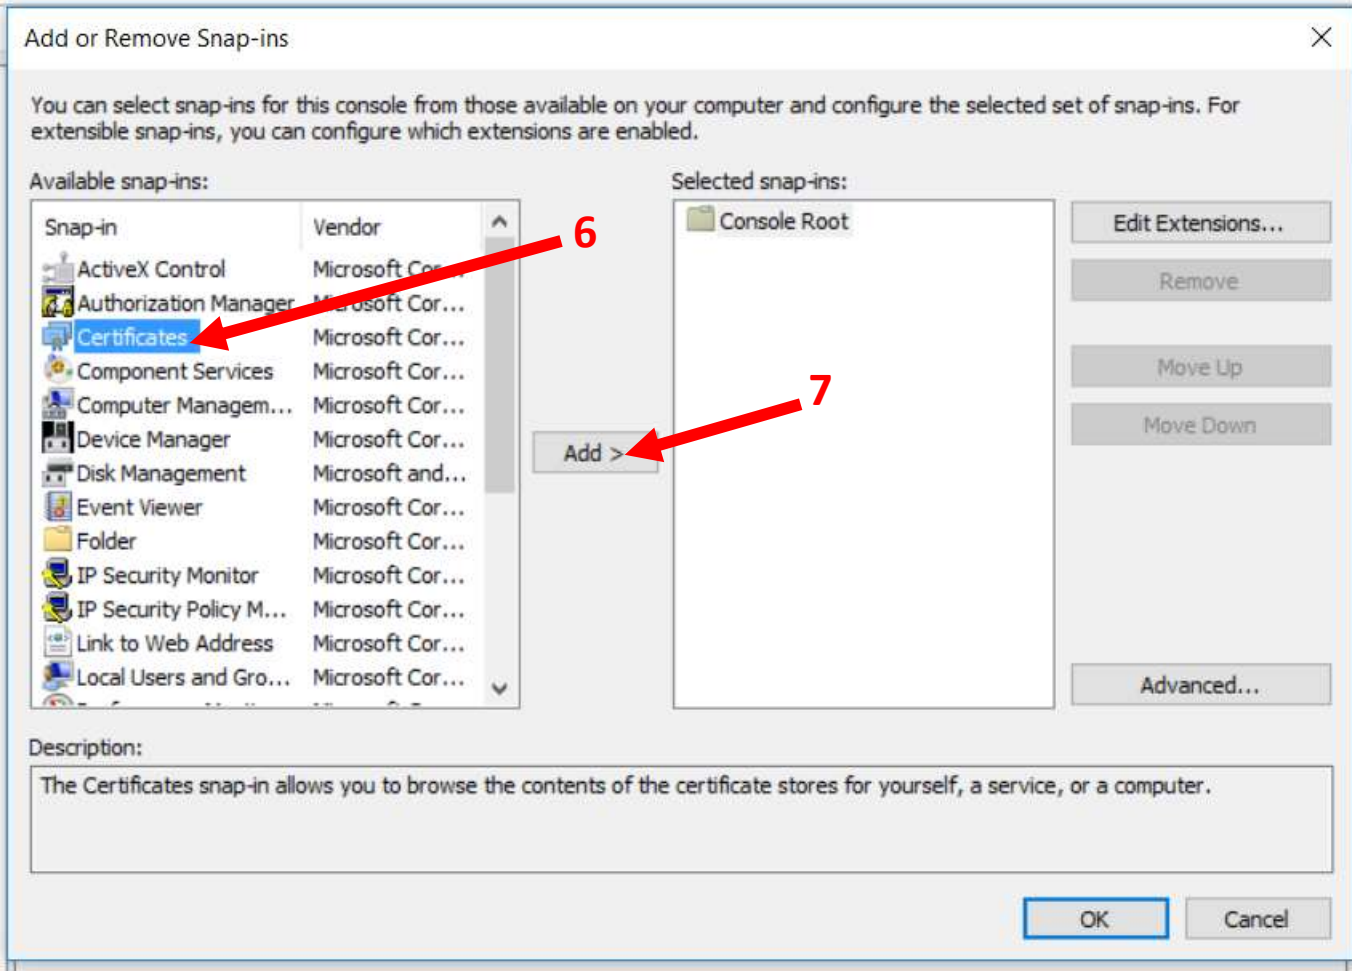 Add or Remove Snap-ins
You can select snap-ins for this console from those available on your computer and configure the selected set of snap-ins. For
extensible snap-ins, you can configure which extensions are enabled.
Available snap-ins:
Selected snap-ins:
Snap-in Vendor
6
Console Root
Edit Extensions...
ActiveX Control Microsoft Cor...
Remove
Authorization Manager Microsoft Cor...
Certificates Microsoft Cor...
Component Services Microsoft Cor...
Move Up
7
Computer Managem... Microsoft Cor...
Move Down
Device Manager Microsoft Cor...
Add >
Disk Management Microsoft and...
Event Viewer Microsoft Cor...
Folder Microsoft Cor...
IP Security Monitor Microsoft Cor...
IP Security Policy M... Microsoft Cor...
Link to Web Address Microsoft Cor...
Local Users and Gro... Microsoft Cor...
Advanced...
Description:
The Certificates snap-in allows you to browse the contents of the certificate stores for yourself, a service, or a computer.
OK
Cancel